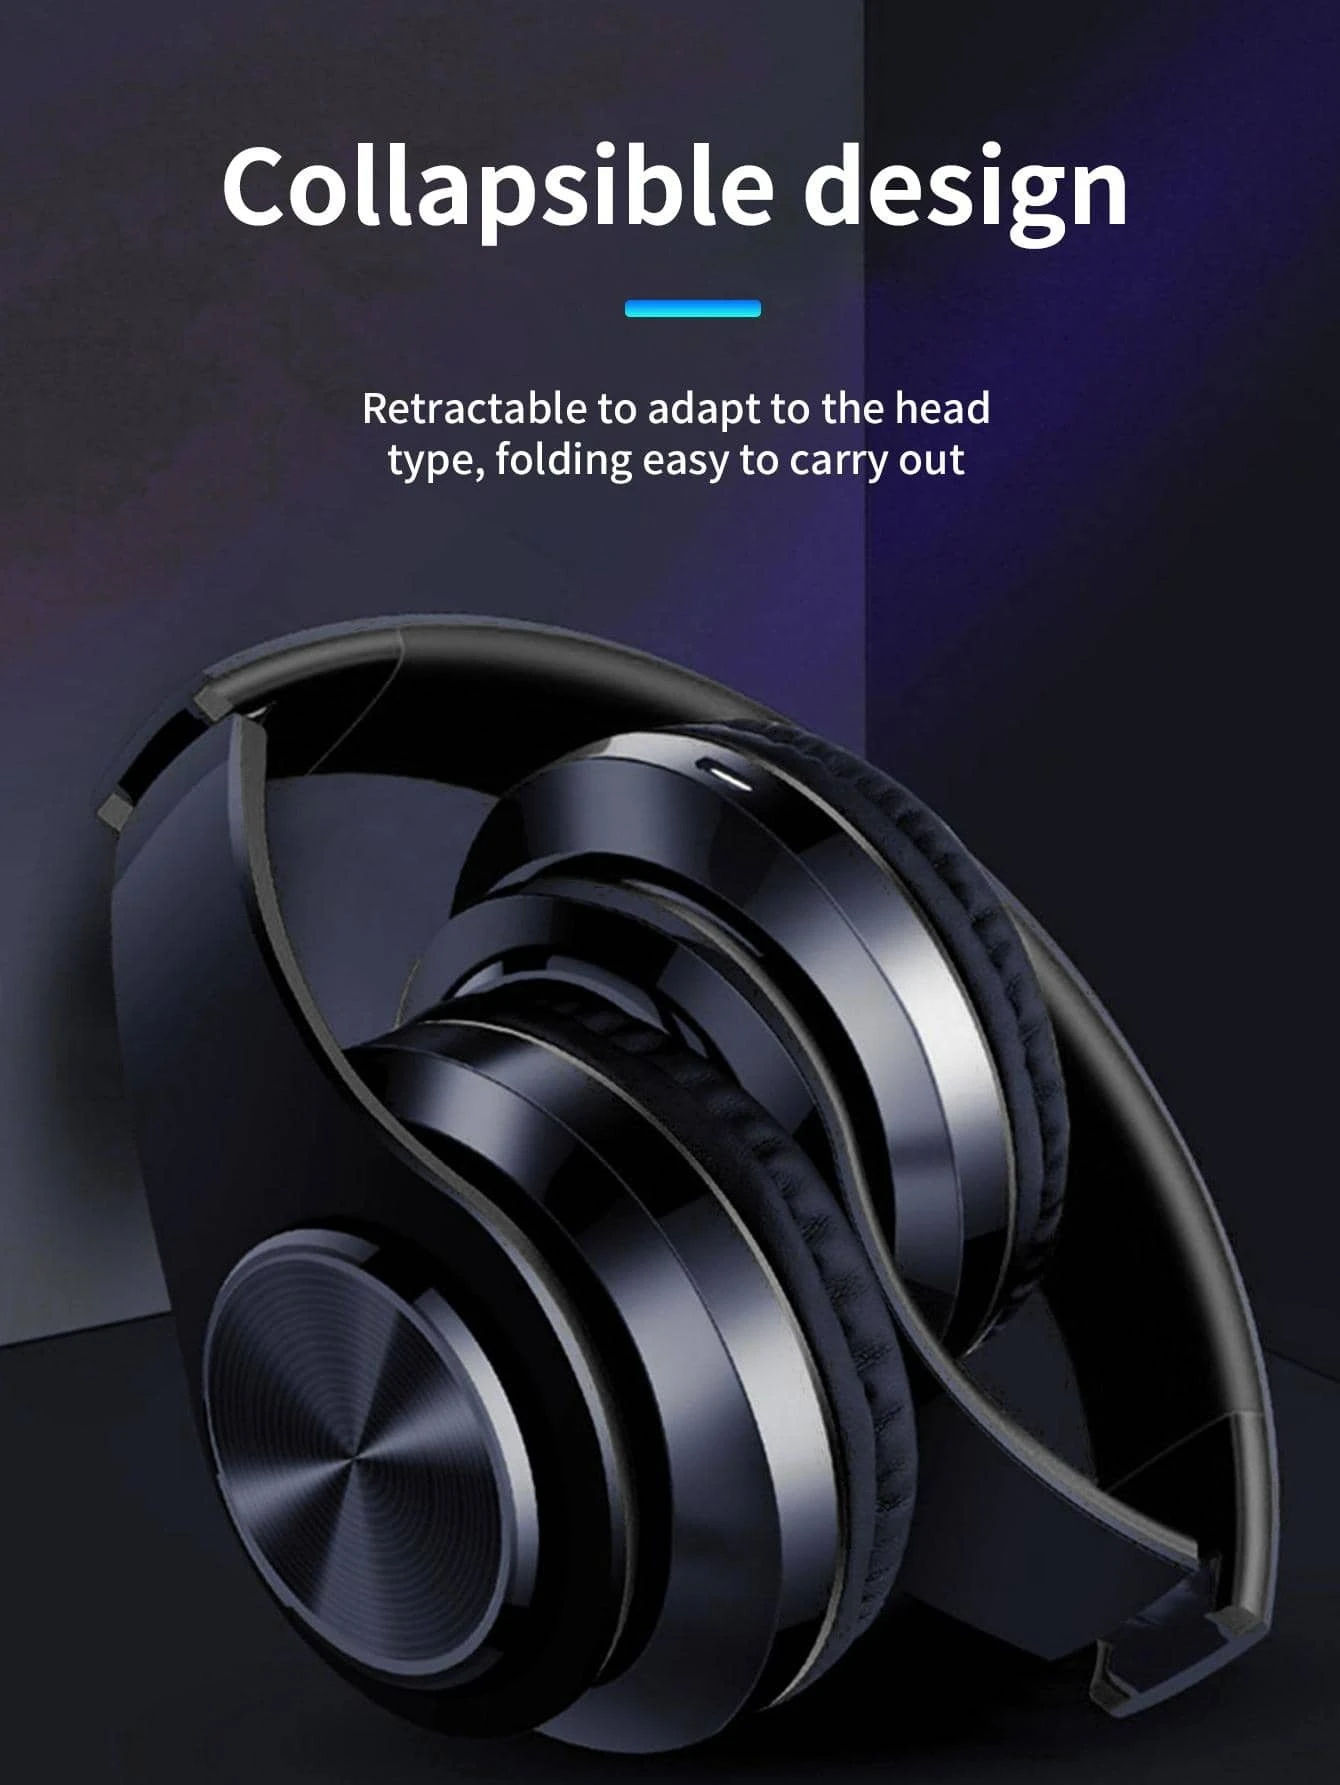 Collapsible design
Retractable to adapt to the head
type, folding easy to carry out